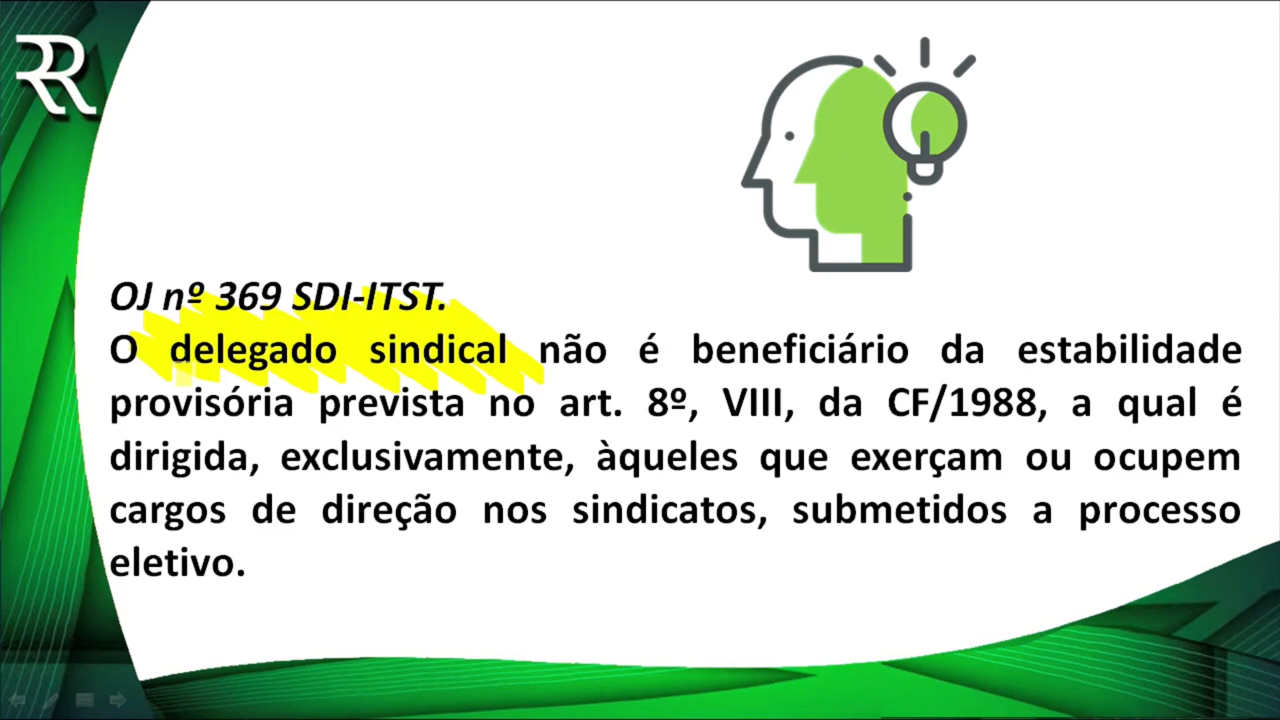 RR
OJ nº 369 SDI-ITST.
O delegado sindical não é beneficiário da estabilidade
provisória prevista no art. 8º, VIII, da CF/1988, a qual é
dirigida, exclusivamente, àqueles que exerçam ou ocupem
cargos de direção nos sindicatos, submetidos a processo
eletivo.